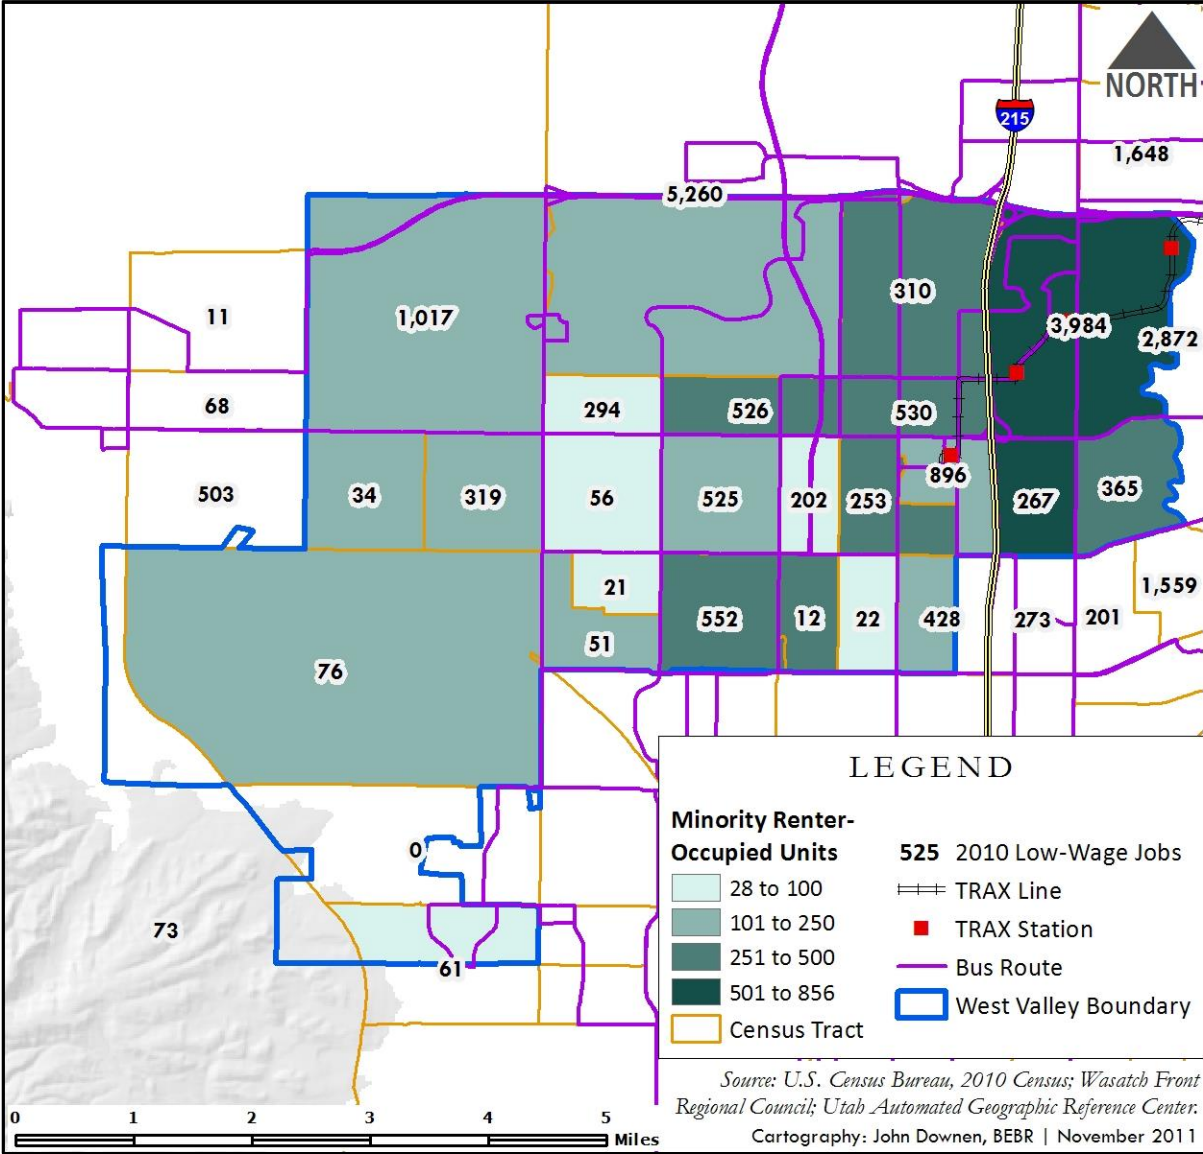 NORTH
215
1,648
5,260
310
11
1,017
3,984
2,872
68
294
526
530
503
34
319
56
525
202
253
896
267
365
21
1,559
552
12
22
428
273
201
51
76
0
73
61
LEGEND
Minority Renter-
Occupied Units
28 to 100
101 to 250
251 to 500
501 to 856
Census Tract
525 2010 Low-Wage Jobs
TRAX Line
TRAX Station
Bus Route
West Valley Boundary
Source: U.S. Census Bureau, 2010 Census; Wasatch Front
Regional Council; Utah Automated Geographic Reference Center.
Cartography: John Downen, BEBR | November 2011
0 1 2 3 4 5
Miles